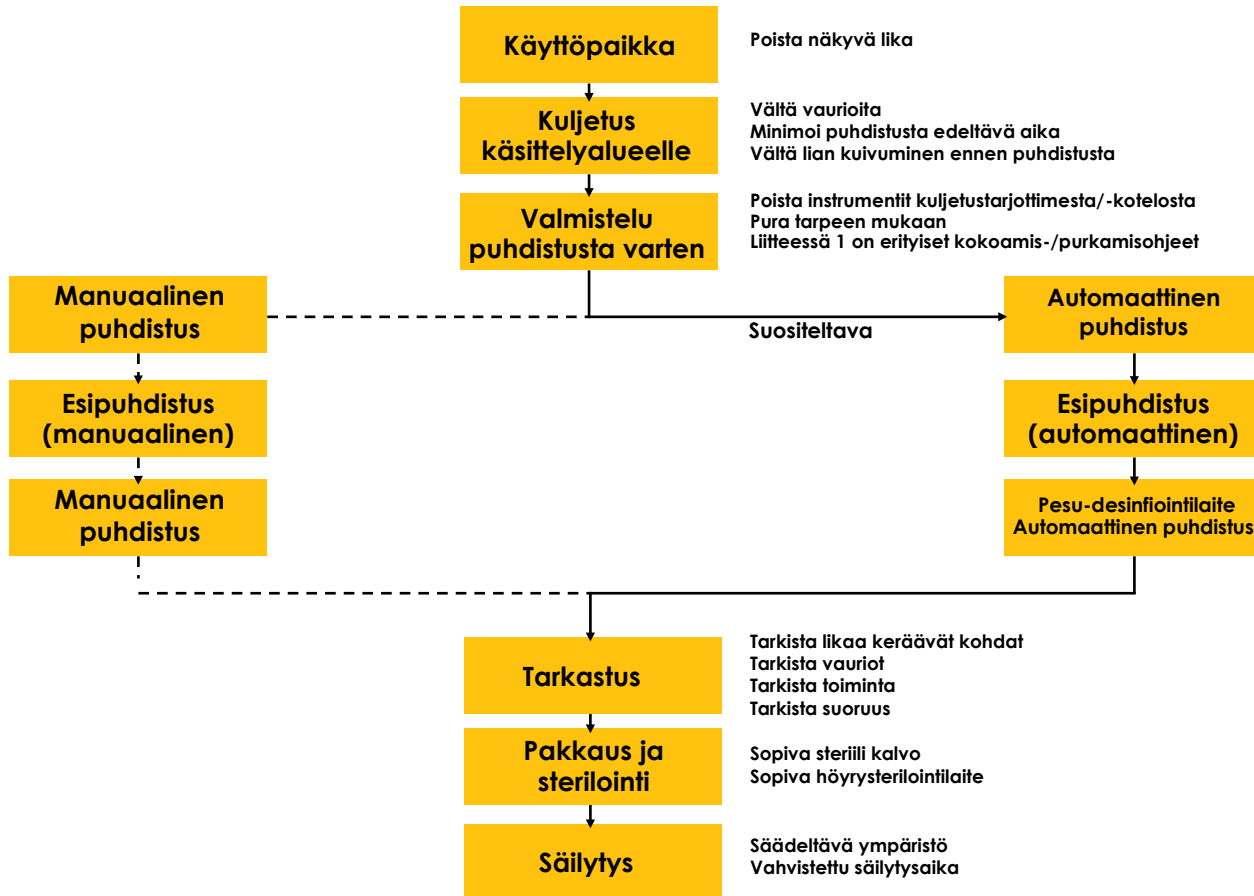 Käyttöpaikka
Poista näkyvä lika
Kuljetus
käsittelyalueelle
Vältä vaurioita
Minimoi puhdistusta edeltävä aika
Vältä lian kuivuminen ennen puhdistusta
Valmistelu
puhdistusta varten
Poista instrumentit kuljetustarjottimesta/-kotelosta
Pura tarpeen mukaan
Liitteessä 1 on erityiset kokoamis-/purkamisohjeet
Manuaalinen
puhdistus
Suositeltava
Automaattinen
puhdistus
Esipuhdistus
(manuaalinen)
Esipuhdistus
(automaattinen)
Manuaalinen
puhdistus
Pesu-desinfiointilaite
Automaattinen puhdistus
Tarkastus
Tarkista likaa keräävät kohdat
Tarkista vauriot
Tarkista toiminta
Tarkista suoruus
Pakkaus ja
sterilointi
Sopiva steriili kalvo
Sopiva höyrysterilointilaite
Säilytys
Säädeltävä ympäristö
Vahvistettu säilytysaika